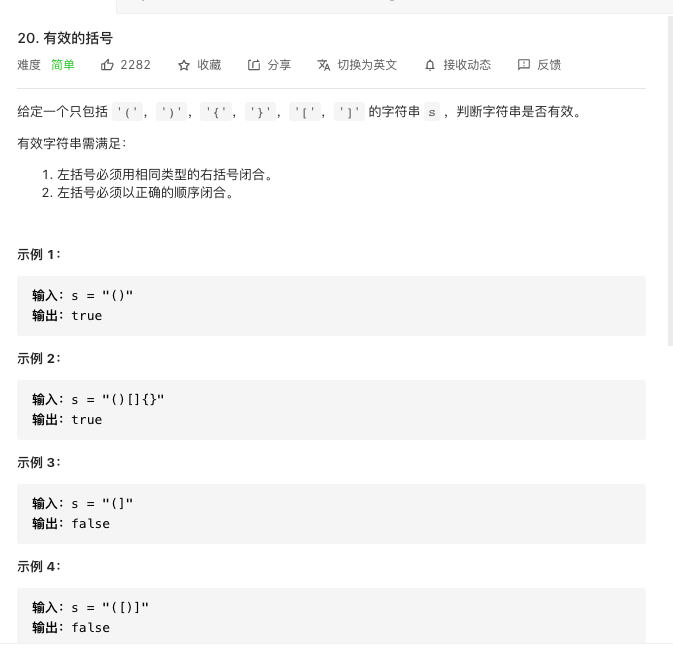 20. 有效的括号
难度 简单 2282 收藏 分享 切换为英文 接收动态 反馈
给定一个只包括 '('，')'，'{'，'}'，'['，']' 的字符串 s ，判断字符串是否有效。
有效字符串需满足：
1. 左括号必须用相同类型的右括号闭合。
2. 左括号必须以正确的顺序闭合。
示例 1：
输入：s = "()"
输出：true
示例 2：
输入：s = "()[]{}"
输出：true
示例 3：
输入：s = "(]"
输出：false
示例 4：
输入：s = "([)]"
输出：false